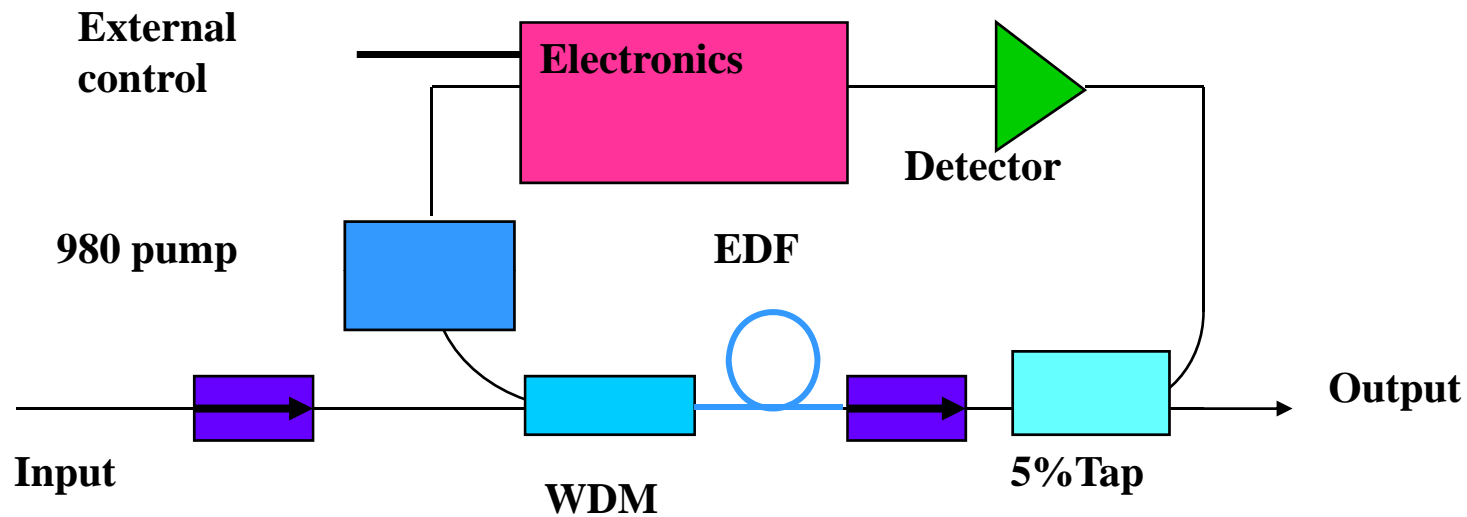 External
control
Electronics
Detector
980 pump
EDF
Output
Input
5%Tap
WDM